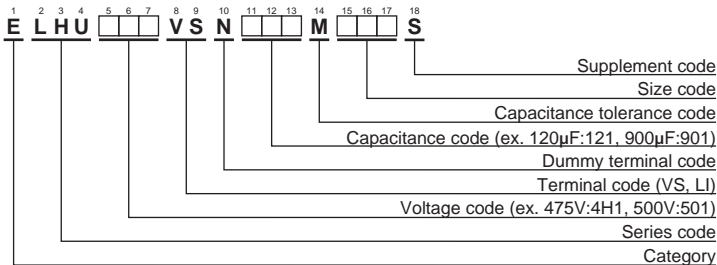 1 2 3 4 5 6 7 8 9 10 11 12 13 14 15 16 17 18
E L H U □□□ V S N □□□ M □□□ S
Supplement code
Size code
Capacitance tolerance code
Capacitance code (ex. 120μF:121, 900μF:901)
Dummy terminal code
Terminal code (VS, LI)
Voltage code (ex. 475V:4H1, 500V:501)
Series code
Category